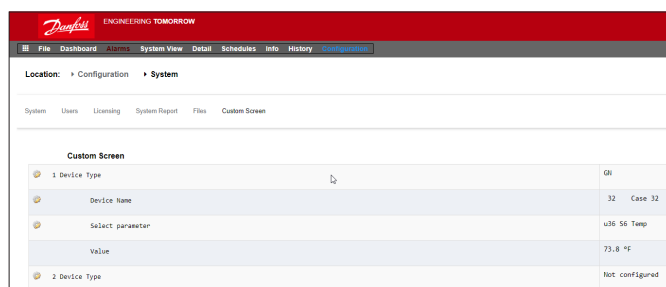 Danfoss ENGINEERING TOMORROW
File Dashboard Alarms System View Detail Schedules Info History Configuration
Location: Configuration System
System Users Licensing System Report Files Custom Screen
Custom Screen
1 Device Type GN
Device Name 32 Case 32
Select parameter u36 S6 Temp
Value 73.8 °F
2 Device Type Not configured